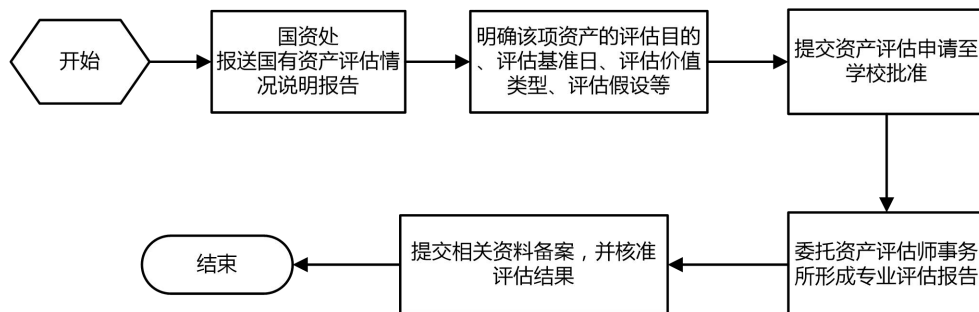 开始
国资处
报送国有资产评估情
况说明报告
明确该项资产的评估目的
、评估基准日、评估价值
类型、评估假设等
提交资产评估申请至
学校批准
委托资产评估师事务
所形成专业评估报告
提交相关资料备案，并核准
评估结果
结束